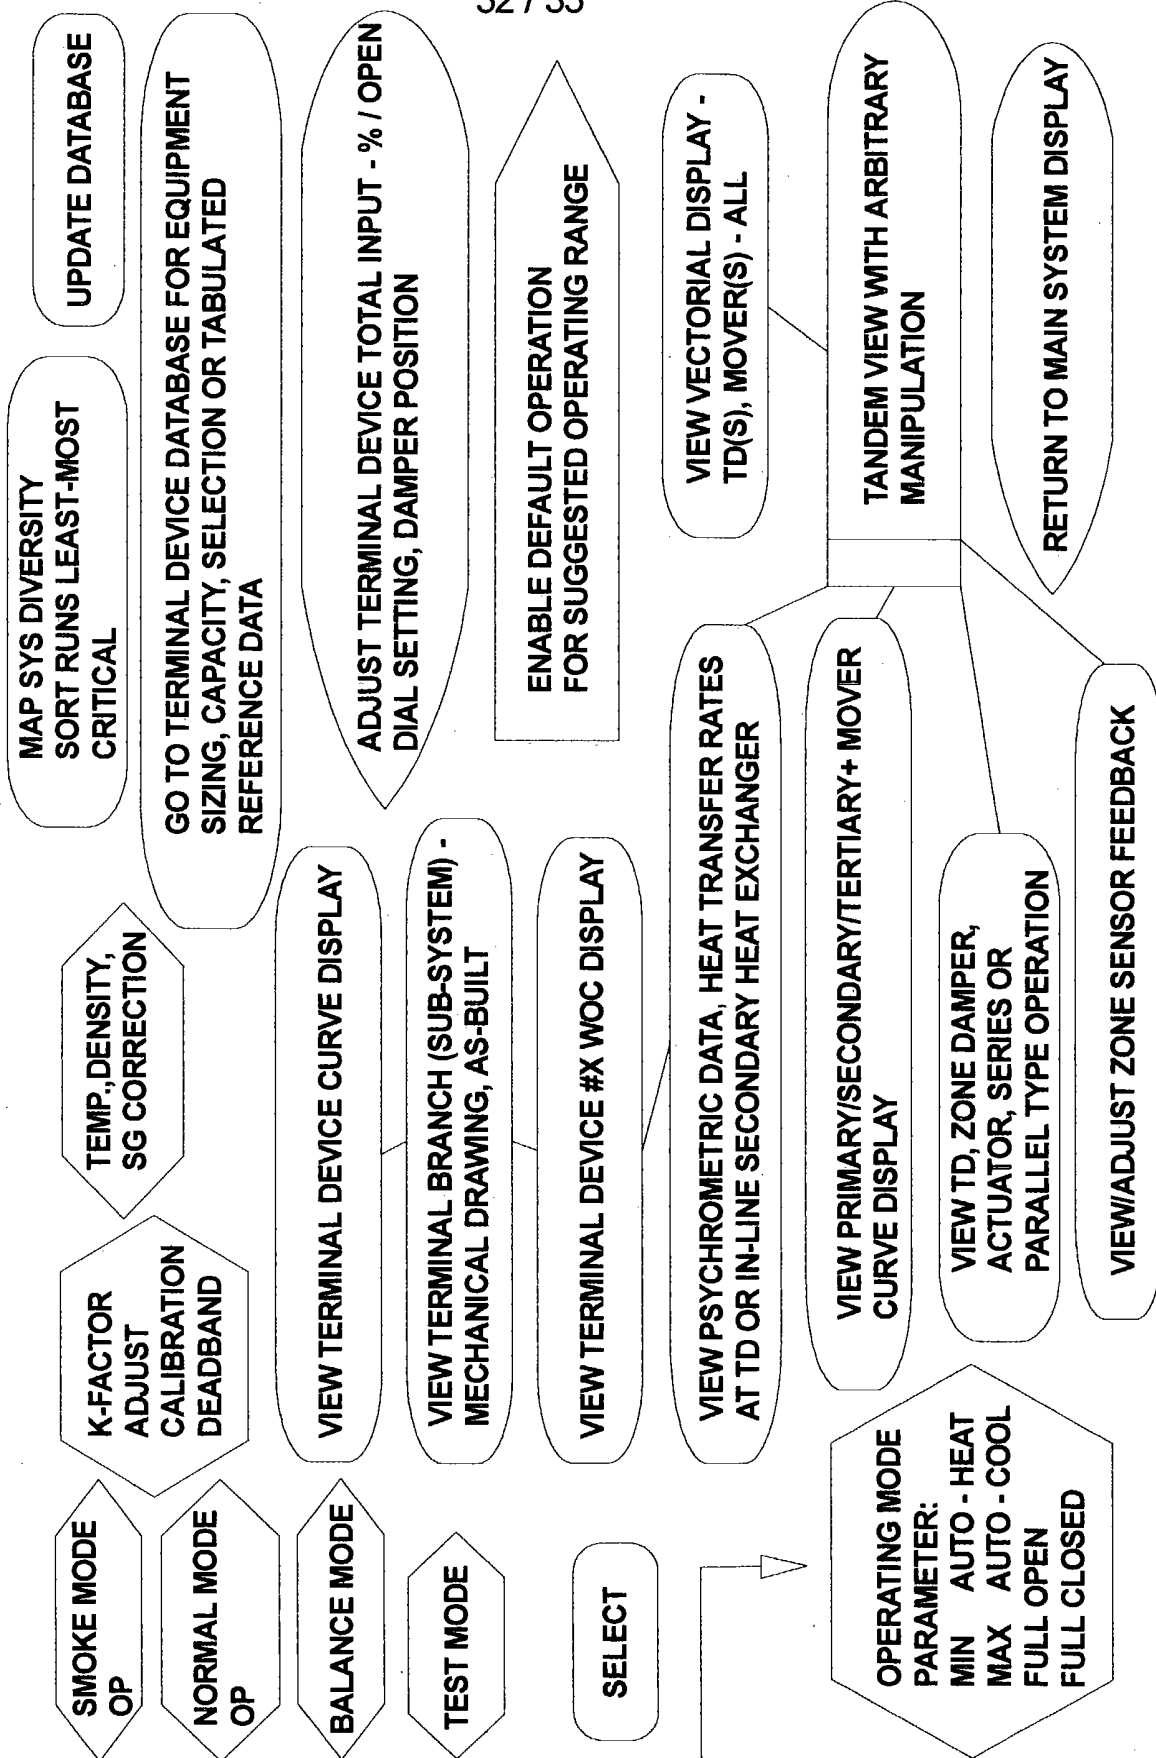 32 / 33
SMOKE MODE
OP
NORMAL MODE
OP
BALANCE MODE
TEST MODE
SELECT
OPERATING MODE
PARAMETER:
MIN AUTO - HEAT
MAX AUTO - COOL
FULL OPEN
FULL CLOSED
K-FACTOR
ADJUST
CALIBRATION
DEADBAND
TEMP.,DENSITY,
SG CORRECTION
VIEW TERMINAL DEVICE CURVE DISPLAY
VIEW TERMINAL BRANCH (SUB-SYSTEM) -
MECHANICAL DRAWING, AS-BUILT
VIEW TERMINAL DEVICE #X WOC DISPLAY
VIEW PSYCHROMETRIC DATA, HEAT TRANSFER RATES
AT TD OR IN-LINE SECONDARY HEAT EXCHANGER
VIEW PRIMARY/SECONDARY/TERTIARY+ MOVER
CURVE DISPLAY
VIEW TD, ZONE DAMPER,
ACTUATOR, SERIES OR
PARALLEL TYPE OPERATION
VIEW/ADJUST ZONE SENSOR FEEDBACK
MAP SYS DIVERSITY
SORT RUNS LEAST-MOST
CRITICAL
UPDATE DATABASE
GO TO TERMINAL DEVICE DATABASE FOR EQUIPMENT
SIZING, CAPACITY, SELECTION OR TABULATED
REFERENCE DATA
ADJUST TERMINAL DEVICE TOTAL INPUT - % / OPEN
DIAL SETTING, DAMPER POSITION
ENABLE DEFAULT OPERATION
FOR SUGGESTED OPERATING RANGE
VIEW VECTORIAL DISPLAY -
TD(S), MOVER(S) - ALL
TANDEM VIEW WITH ARBITRARY
MANIPULATION
RETURN TO MAIN SYSTEM DISPLAY